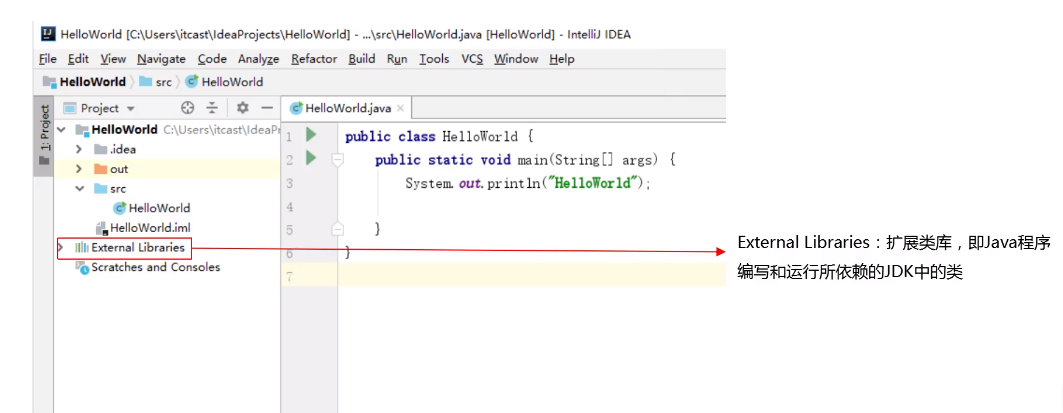 HelloWorld [C:\Users\itcast\IdeaProjects\HelloWorld] - ...\src\HelloWorld.java [HelloWorld] - IntelliJ IDEA
File Edit View Navigate Code Analyze Refactor Build Run Tools VCS Window Help
HelloWorld src HelloWorld
1: Project
Project
HelloWorld C:\Users\itcast\IdeaPr
.idea
out
src
HelloWorld
HelloWorld.iml
External Libraries
Scratches and Consoles
HelloWorld.java
1 public class HelloWorld {
2 public static void main(String[] args) {
3 System.out.println("HelloWorld");
4
5 }
6 }
7
External Libraries：扩展类库，即Java程序
编写和运行所依赖的JDK中的类